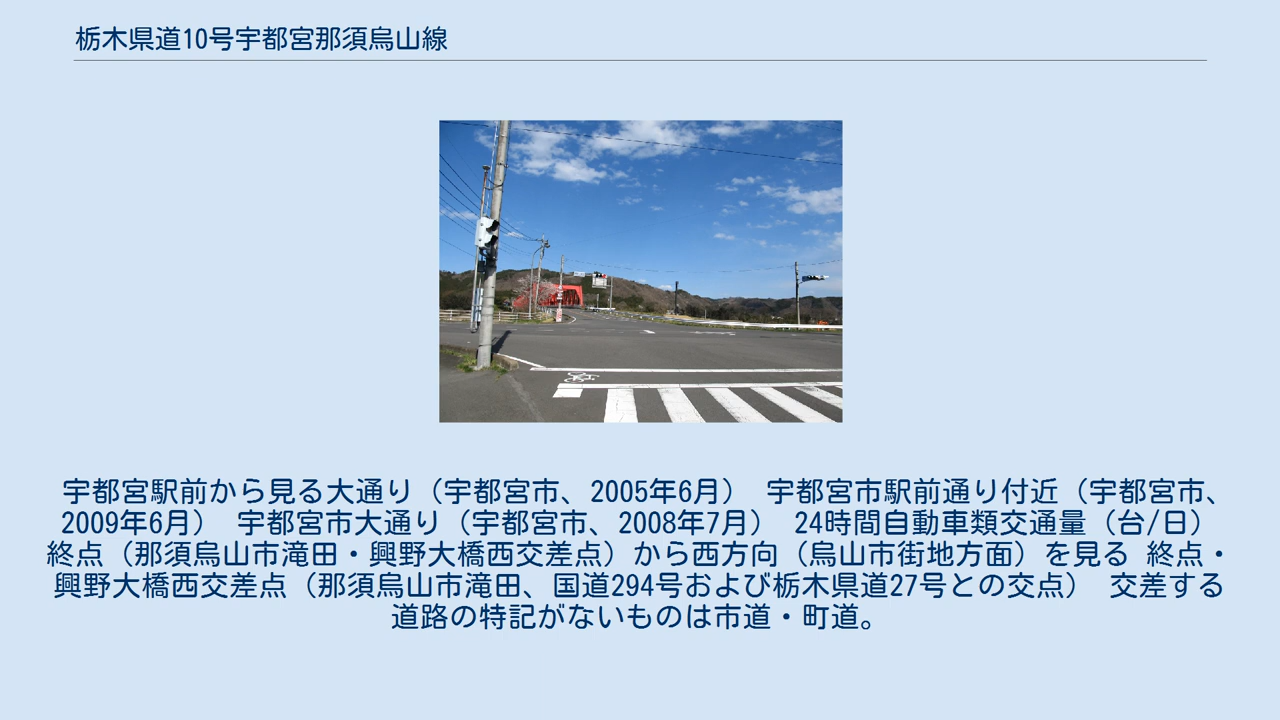 栃木県道10号宇都宮那須烏山線
宇都宮駅前から見る大通り（宇都宮市、2005年6月） 宇都宮市駅前通り付近（宇都宮市、
2009年6月） 宇都宮市大通り（宇都宮市、2008年7月） 24時間自動車類交通量（台/日）
終点（那須烏山市滝田・興野大橋西交差点）から西方向（烏山市街地方面）を見る 終点・
興野大橋西交差点（那須烏山市滝田、国道294号および栃木県道27号との交点） 交差する
道路の特記がないものは市道・町道。